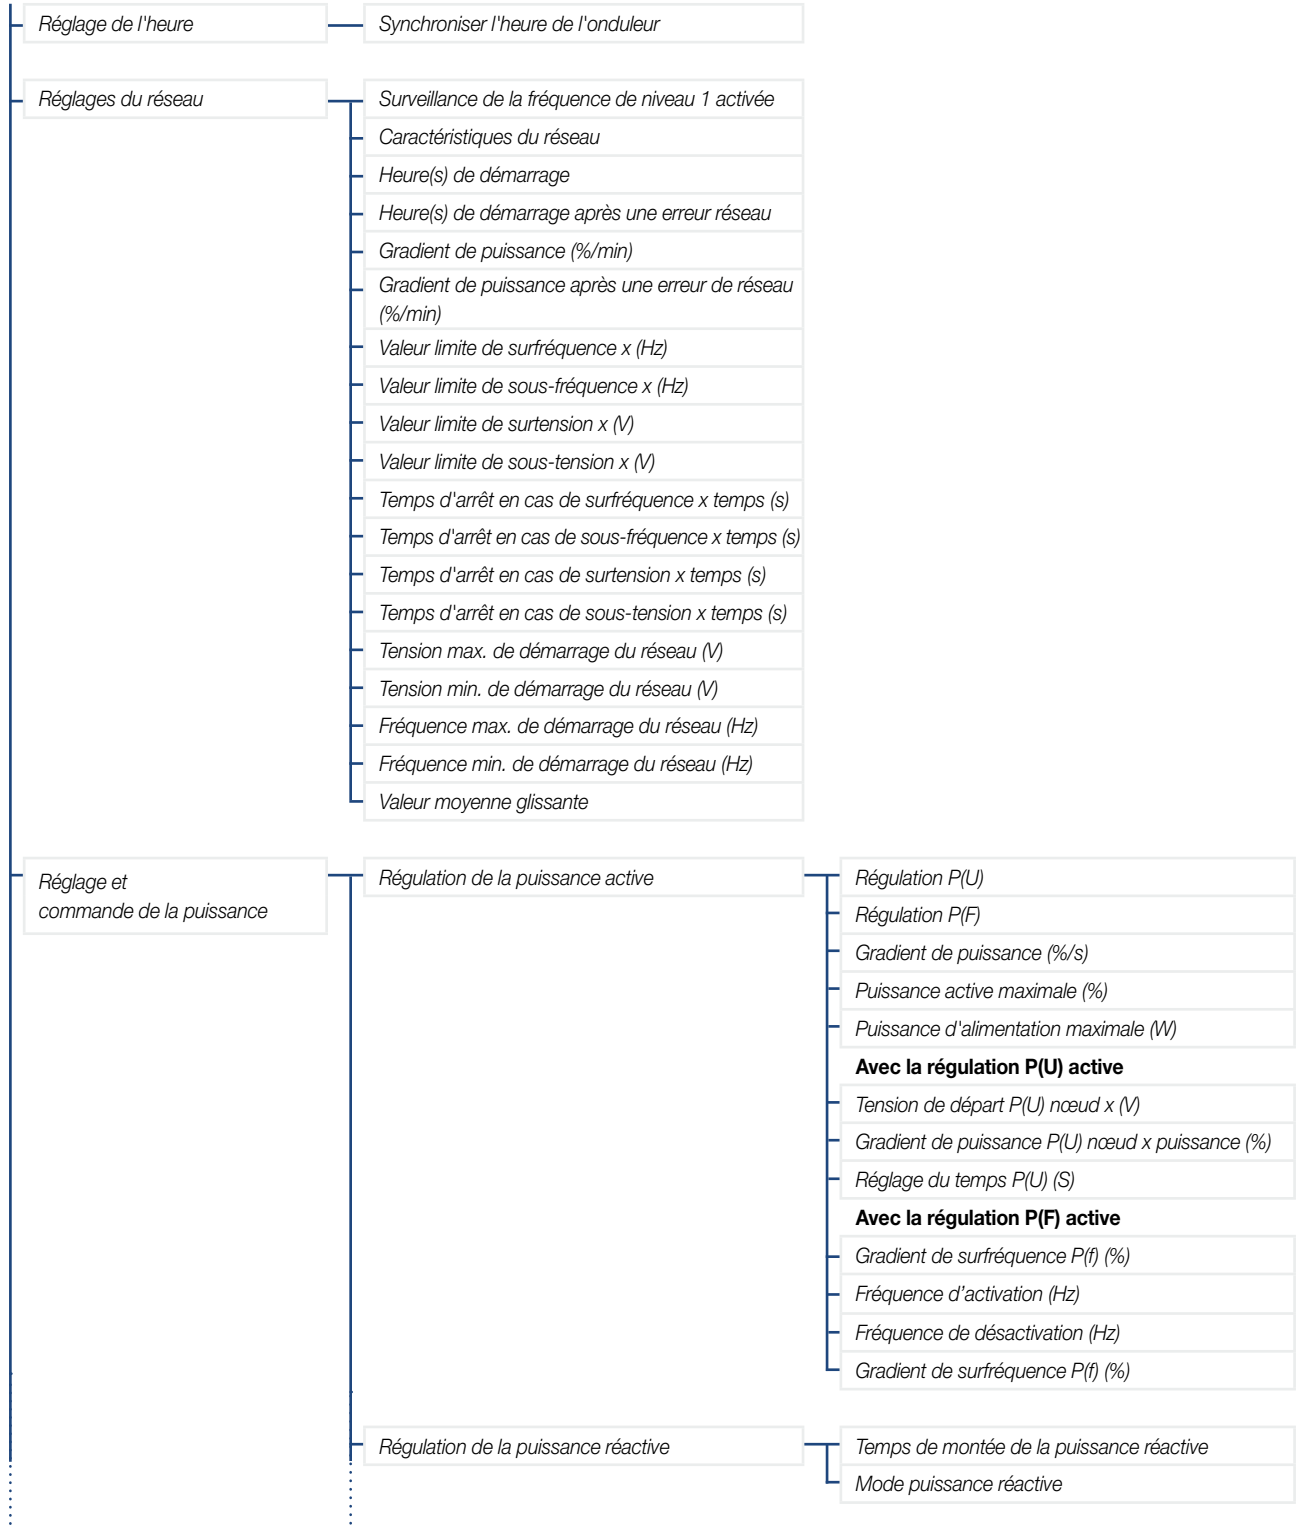 Réglage de l'heure
Synchroniser l'heure de l'onduleur
Réglages du réseau
Surveillance de la fréquence de niveau 1 activée
Caractéristiques du réseau
Heure(s) de démarrage
Heure(s) de démarrage après une erreur réseau
Gradient de puissance (%/min)
Gradient de puissance après une erreur de réseau
(%/min)
Valeur limite de surfréquence x (Hz)
Valeur limite de sous-fréquence x (Hz)
Valeur limite de surtension x (V)
Valeur limite de sous-tension x (V)
Temps d'arrêt en cas de surfréquence x temps (s)
Temps d'arrêt en cas de sous-fréquence x temps (s)
Temps d'arrêt en cas de surtension x temps (s)
Temps d'arrêt en cas de sous-tension x temps (s)
Tension max. de démarrage du réseau (V)
Tension min. de démarrage du réseau (V)
Fréquence max. de démarrage du réseau (Hz)
Fréquence min. de démarrage du réseau (Hz)
Valeur moyenne glissante
Réglage et
commande de la puissance
Régulation de la puissance active
Régulation P(U)
Régulation P(F)
Gradient de puissance (%/s)
Puissance active maximale (%)
Puissance d'alimentation maximale (W)
Avec la régulation P(U) active
Tension de départ P(U) nœud x (V)
Gradient de puissance P(U) nœud x puissance (%)
Réglage du temps P(U) (S)
Avec la régulation P(F) active
Gradient de surfréquence P(f) (%)
Fréquence d’activation (Hz)
Fréquence de désactivation (Hz)
Gradient de surfréquence P(f) (%)
Régulation de la puissance réactive
Temps de montée de la puissance réactive
Mode puissance réactive